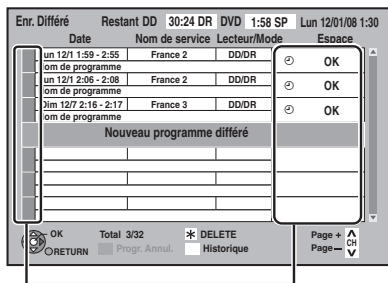 Enr. Différé Restant DD 30:24 DR DVD 1:58 SP Lun 12/01/08 1:30
Date Nom de service Lecteur/Mode Espace
un 12/1 1:59 - 2:55 France 2 DD/DR OK
om de programme
un 12/1 2:06 - 2:08 France 2 DD/DR OK
om de programme
Dim 12/7 2:16 - 2:17 France 3 DD/DR OK
om de programme
Nouveau programme différé
OK Total 3/32 * DELETE Page + CH
RETURN Progr. Annul. Historique Page –